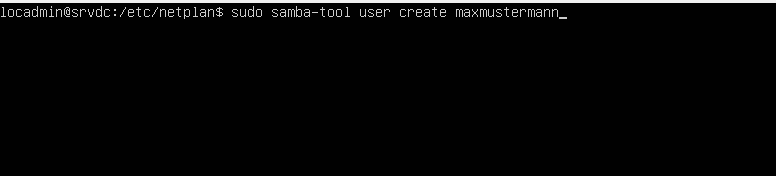 locadmin@srvdc:/etc/netplan$ sudo samba-tool user create maxmustermann_